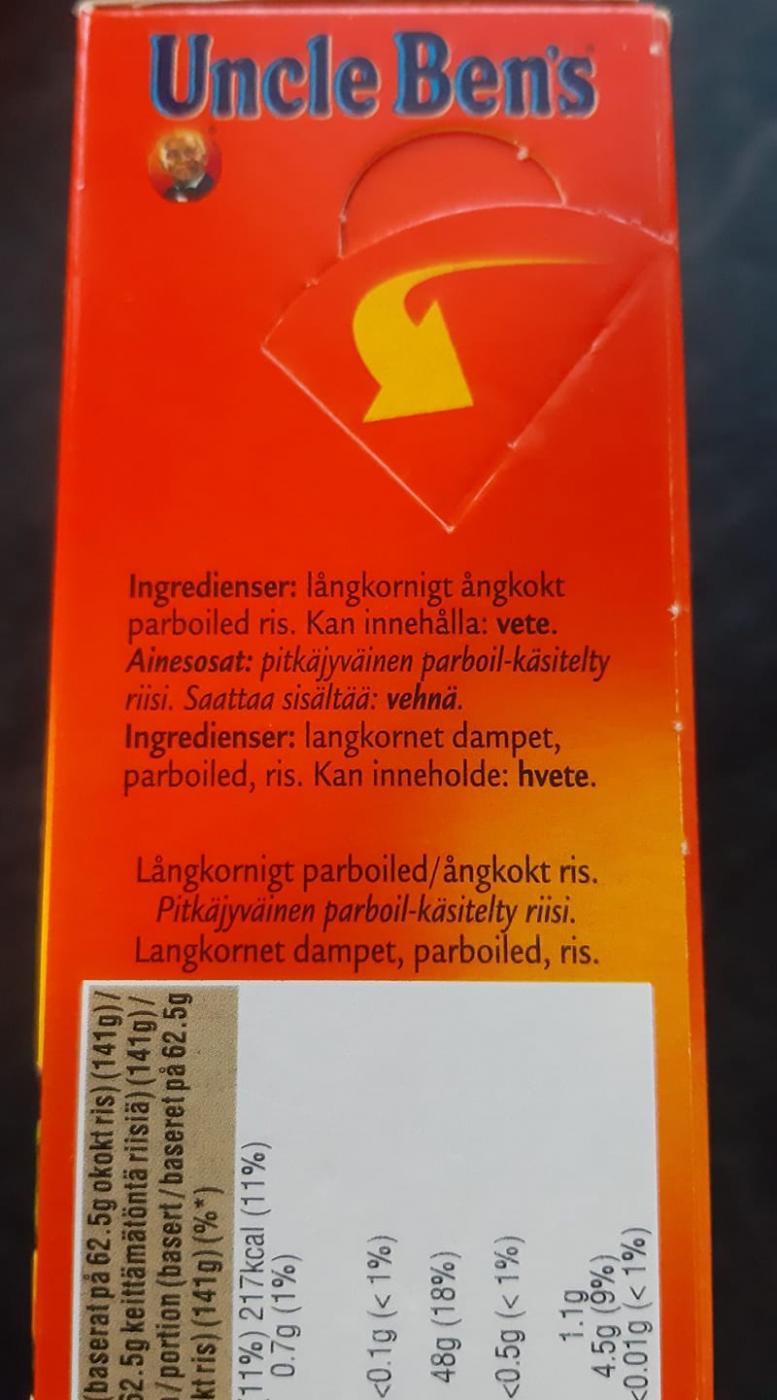 Uncle Ben's
Ingredienser: långkornigt ångkokt
parboiled ris. Kan innehålla: vete.
Ainesosat: pitkäjyväinen parboil-käsitelty
riisi. Saattaa sisältää: vehnä.
Ingredienser: langkornet dampet,
parboiled, ris. Kan inneholde: hvete.
Långkornigt parboiled/ångkokt ris.
Pitkäjyväinen parboil-käsitelty riisi.
Langkornet dampet, parboiled, ris.
(baserat på 62.5g okokt ris) (141g)/
62.5g keittämätöntä riisiä) (141g)/
/portion (basert/baseret på 62.5g
kt ris) (141g) (%*)
11%) 217kcal (11%)
0.7g (1%)
<0.1g (< 1%)
48g (18%)
<0.5g (< 1%)
1.1g
4.5g (9%)
<0.01g (< 1%)